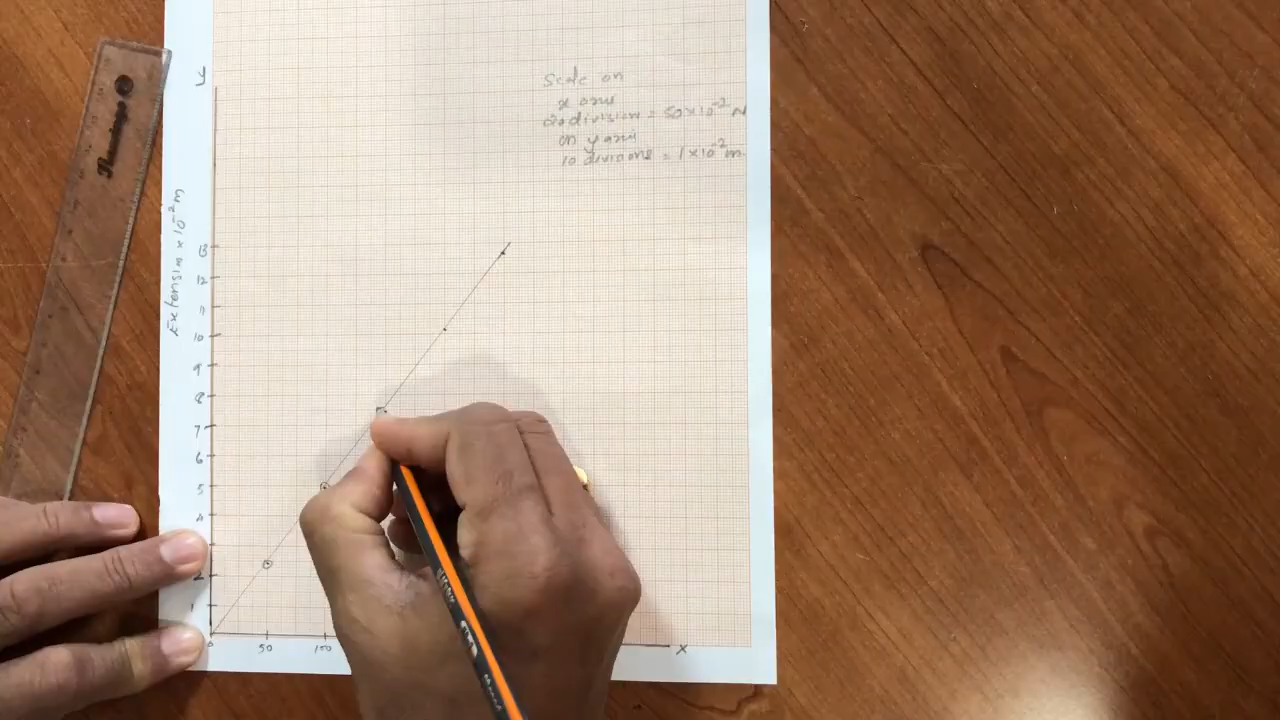 Scale on
x axis
20 division = 50×10⁻² N
on y axis
10 divisions = 1×10⁻² m
y
Extension × 10⁻² m
13
12
11
10
9
8
7
6
5
4
2
1
0
50
100
x